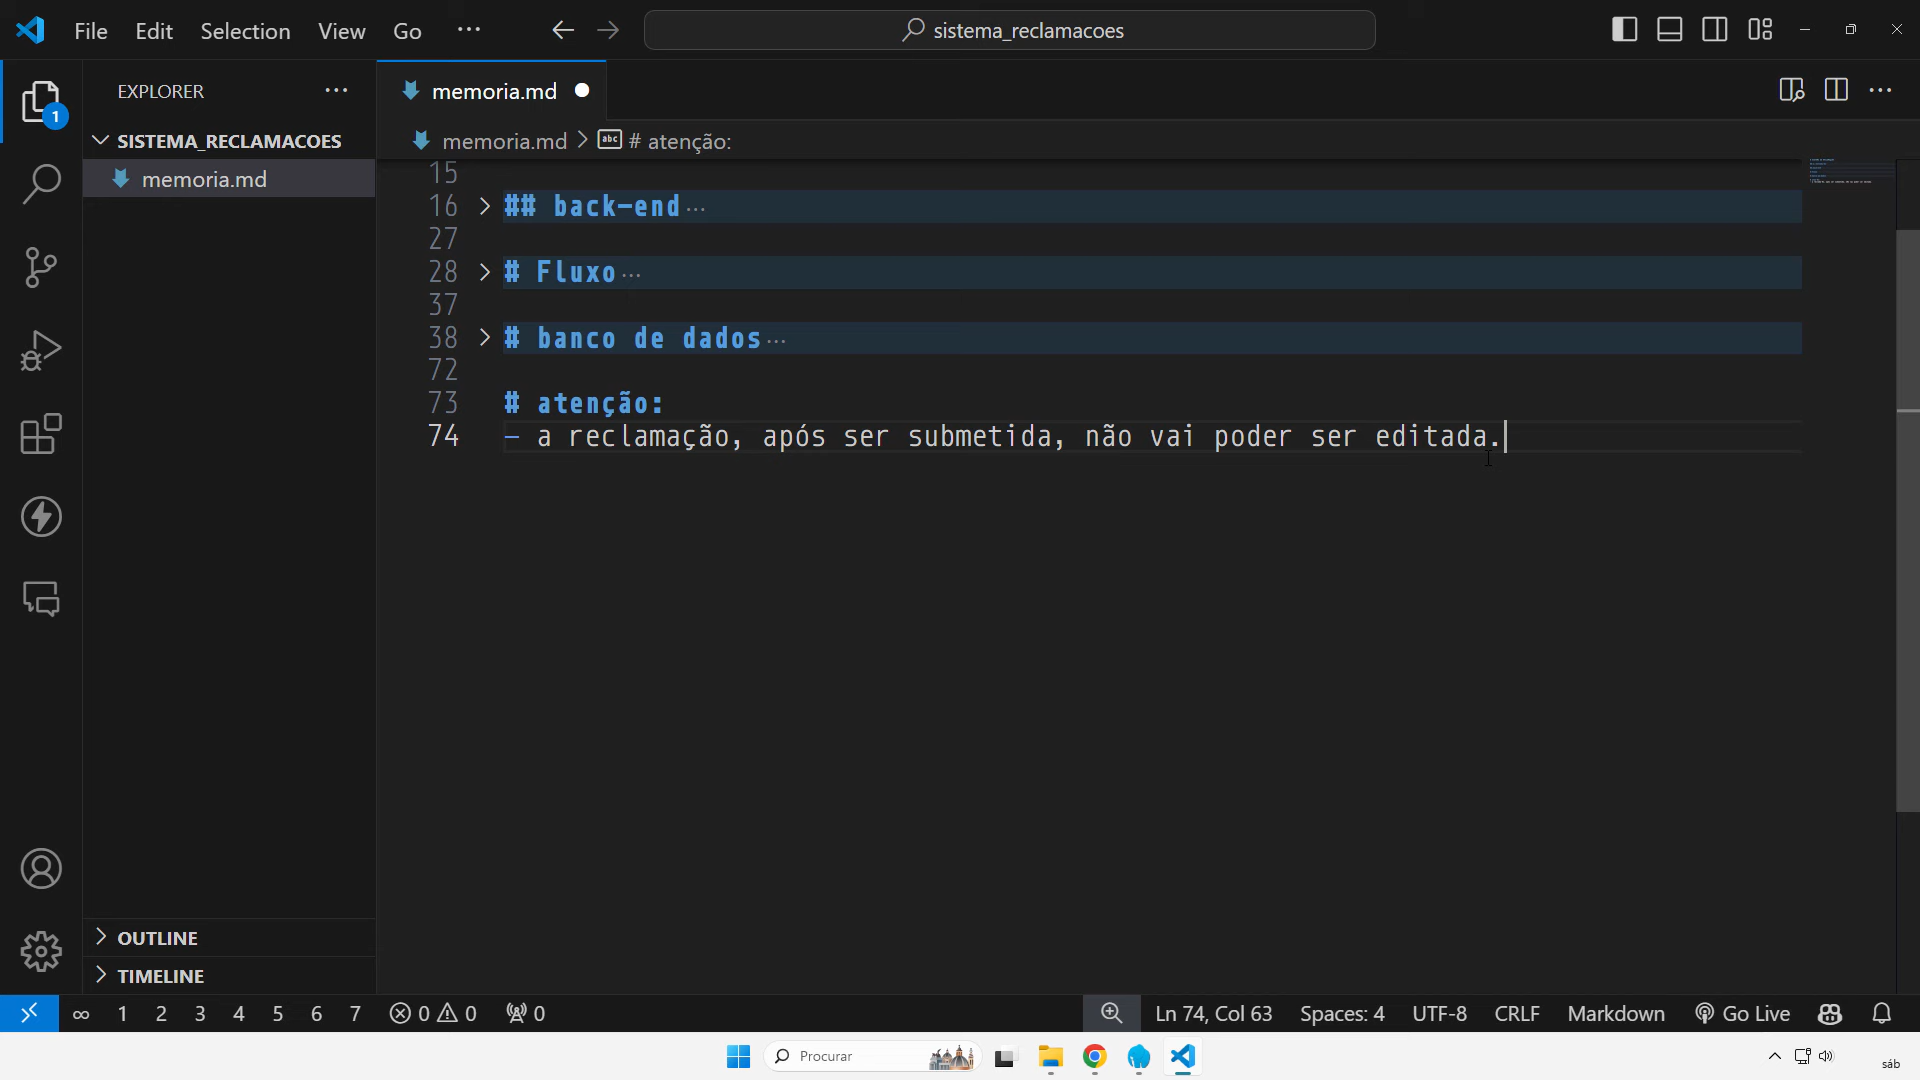 File Edit Selection View Go ··· sistema_reclamacoes
EXPLORER ···
memoria.md
SISTEMA_RECLAMACOES
memoria.md > # atenção:
memoria.md
15
16 ## back-end···
27
28 # Fluxo···
37
38 # banco de dados···
72
73 # atenção:
74 - a reclamação, após ser submetida, não vai poder ser editada.
1
OUTLINE
TIMELINE
∞ 1 2 3 4 5 6 7 0 0 0 Ln 74, Col 63 Spaces: 4 UTF-8 CRLF Markdown Go Live
Procurar
sáb